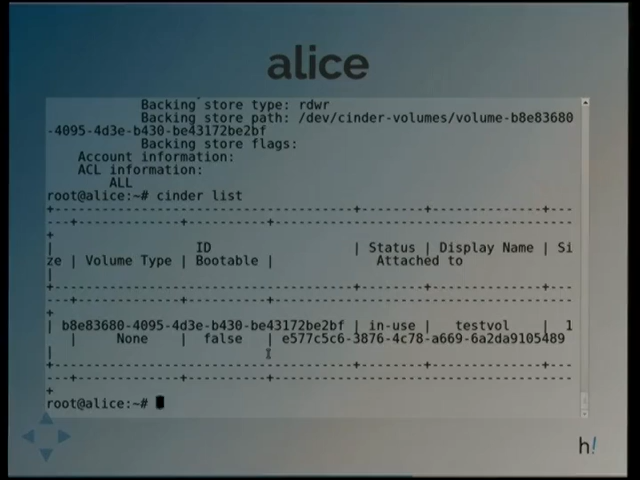 alice
Backing store type: rdwr
Backing store path: /dev/cinder-volumes/volume-b8e83680
-4095-4d3e-b430-be43172be2bf
Backing store flags:
Account information:
ACL information:
ALL
root@alice:~# cinder list
+--------------------------------------+--------+--------------+---
---+-------------+----------+--------------------------------------
+
| ID | Status | Display Name | Si
ze | Volume Type | Bootable | Attached to
|
+--------------------------------------+--------+--------------+---
---+-------------+----------+--------------------------------------
+
| b8e83680-4095-4d3e-b430-be43172be2bf | in-use | testvol | 1
| None | false | e577c5c6-3876-4c78-a669-6a2da9105489
|
+--------------------------------------+--------+--------------+---
---+-------------+----------+--------------------------------------
+
root@alice:~#
h!